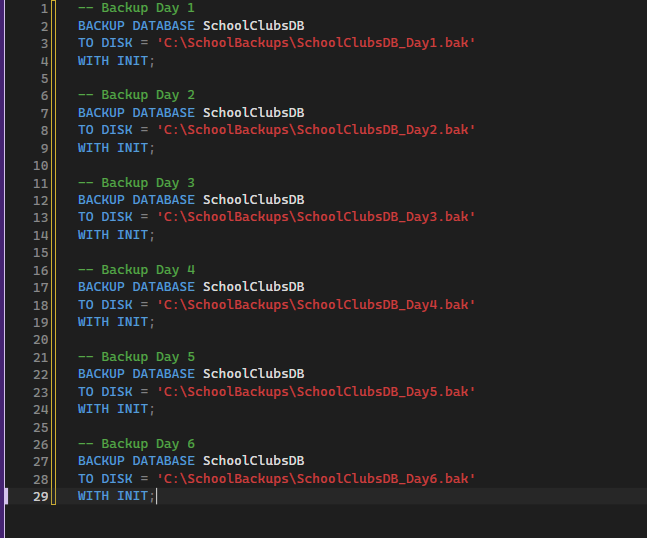 1 -- Backup Day 1
2 BACKUP DATABASE SchoolClubsDB
3 TO DISK = 'C:\SchoolBackups\SchoolClubsDB_Day1.bak'
4 WITH INIT;
5
6 -- Backup Day 2
7 BACKUP DATABASE SchoolClubsDB
8 TO DISK = 'C:\SchoolBackups\SchoolClubsDB_Day2.bak'
9 WITH INIT;
10
11 -- Backup Day 3
12 BACKUP DATABASE SchoolClubsDB
13 TO DISK = 'C:\SchoolBackups\SchoolClubsDB_Day3.bak'
14 WITH INIT;
15
16 -- Backup Day 4
17 BACKUP DATABASE SchoolClubsDB
18 TO DISK = 'C:\SchoolBackups\SchoolClubsDB_Day4.bak'
19 WITH INIT;
20
21 -- Backup Day 5
22 BACKUP DATABASE SchoolClubsDB
23 TO DISK = 'C:\SchoolBackups\SchoolClubsDB_Day5.bak'
24 WITH INIT;
25
26 -- Backup Day 6
27 BACKUP DATABASE SchoolClubsDB
28 TO DISK = 'C:\SchoolBackups\SchoolClubsDB_Day6.bak'
29 WITH INIT;